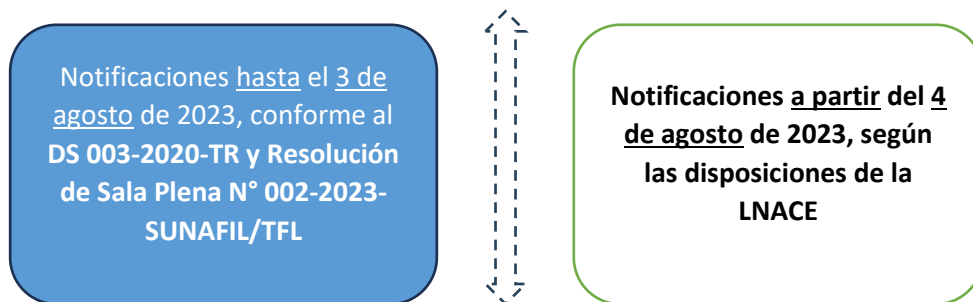 Notificaciones hasta el 3 de
agosto de 2023, conforme al
DS 003-2020-TR y Resolución
de Sala Plena N° 002-2023-
SUNAFIL/TFL
Notificaciones a partir del 4
de agosto de 2023, según
las disposiciones de la
LNACE